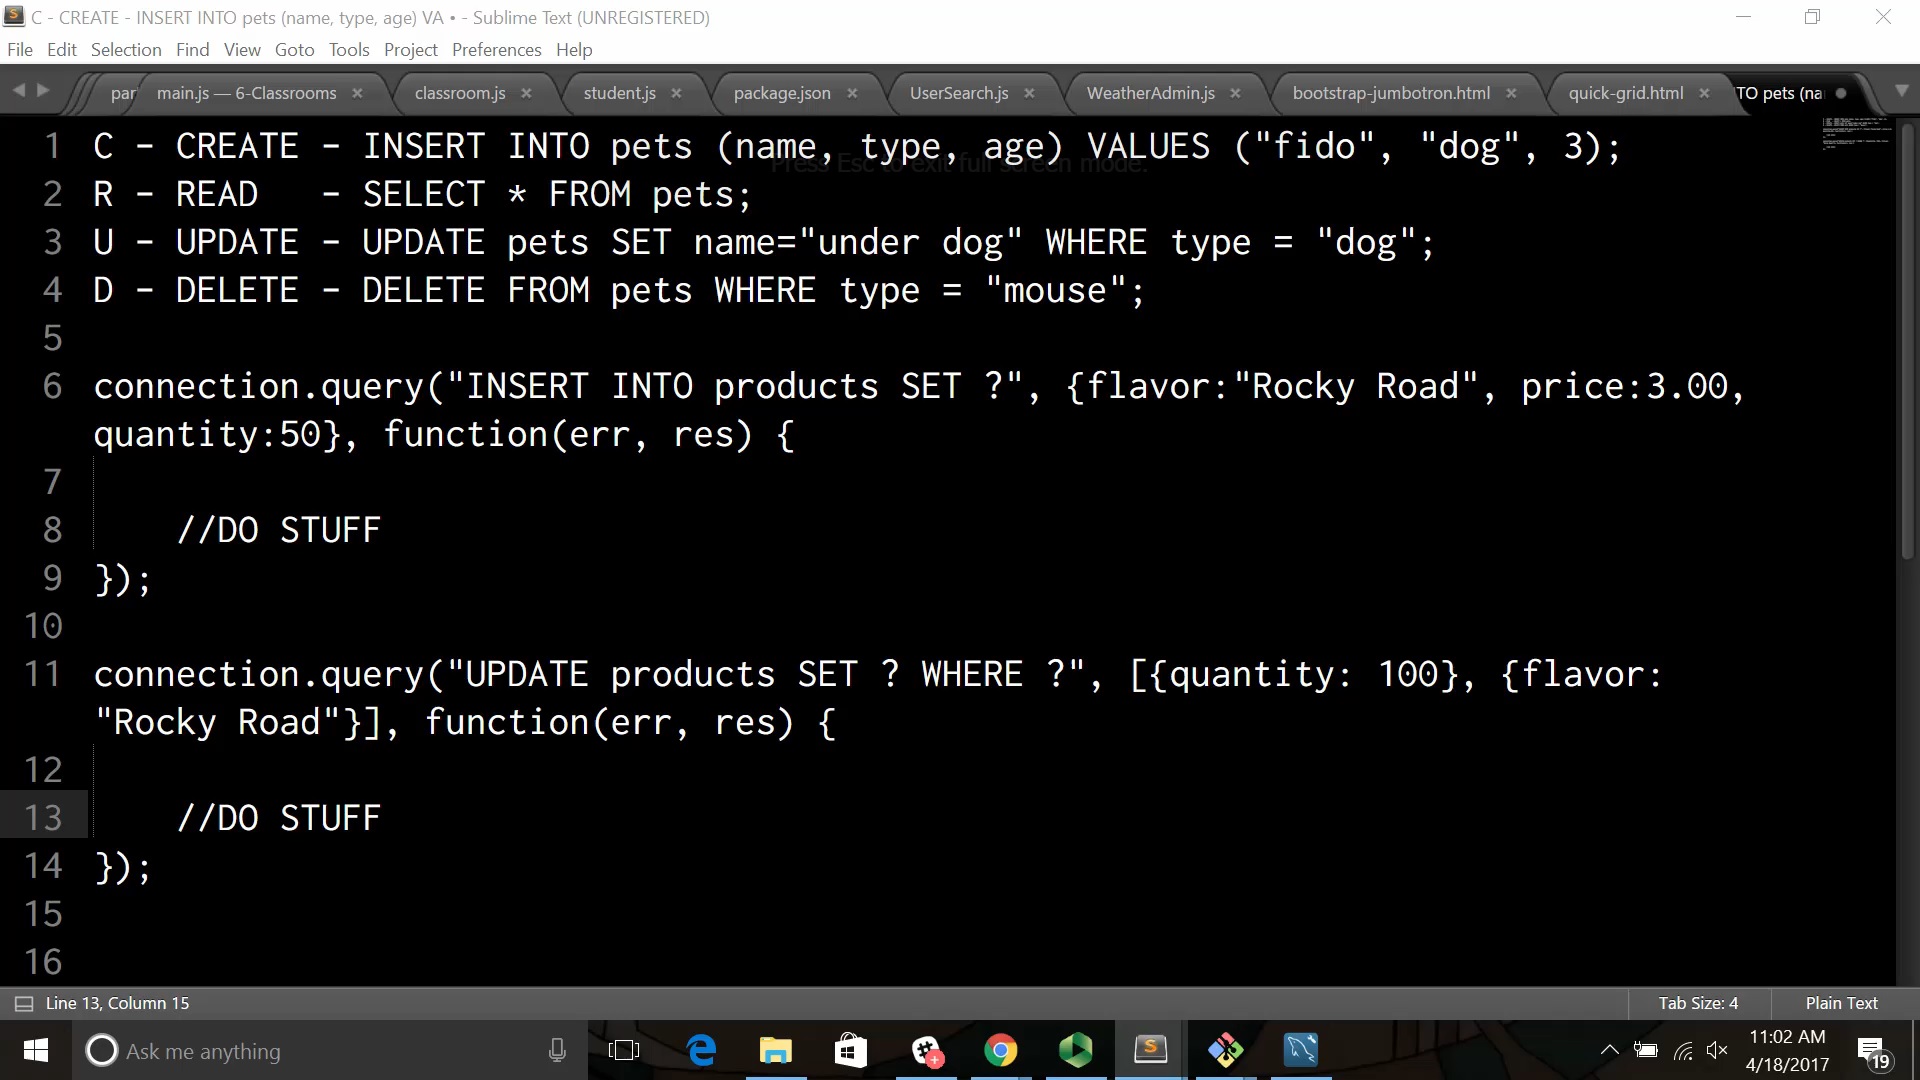 C - CREATE - INSERT INTO pets (name, type, age) VA • - Sublime Text (UNREGISTERED)
File Edit Selection Find View Goto Tools Project Preferences Help
par main.js — 6-Classrooms × classroom.js × student.js × package.json × UserSearch.js × WeatherAdmin.js × bootstrap-jumbotron.html × quick-grid.html × TO pets (na
1 C - CREATE - INSERT INTO pets (name, type, age) VALUES ("fido", "dog", 3);
Press Esc to exit full screen mode.
2 R - READ   - SELECT * FROM pets;
3 U - UPDATE - UPDATE pets SET name="under dog" WHERE type = "dog";
4 D - DELETE - DELETE FROM pets WHERE type = "mouse";
5
6 connection.query("INSERT INTO products SET ?", {flavor:"Rocky Road", price:3.00,
quantity:50}, function(err, res) {
7
8     //DO STUFF
9 });
10
11 connection.query("UPDATE products SET ? WHERE ?", [{quantity: 100}, {flavor:
"Rocky Road"}], function(err, res) {
12
13     //DO STUFF
14 });
15
16
Line 13, Column 15 Tab Size: 4 Plain Text
Ask me anything
11:02 AM
4/18/2017
19